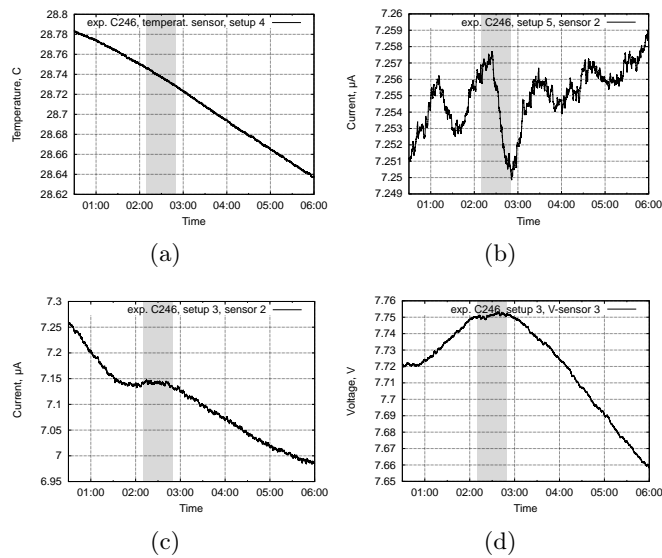 exp. C246, temperat. sensor, setup 4
Temperature, C
28.8
28.78
28.76
28.74
28.72
28.7
28.68
28.66
28.64
28.62
01:00 02:00 03:00 04:00 05:00 06:00
Time
(a)
exp. C246, setup 5, sensor 2
Current, µA
7.26
7.259
7.258
7.257
7.256
7.255
7.254
7.253
7.252
7.251
7.25
7.249
01:00 02:00 03:00 04:00 05:00 06:00
Time
(b)
exp. C246, setup 3, sensor 2
Current, µA
7.3
7.25
7.2
7.15
7.1
7.05
7
6.95
01:00 02:00 03:00 04:00 05:00 06:00
Time
(c)
exp. C246, setup 3, V-sensor 3
Voltage, V
7.76
7.75
7.74
7.73
7.72
7.71
7.7
7.69
7.68
7.67
7.66
7.65
01:00 02:00 03:00 04:00 05:00 06:00
Time
(d)